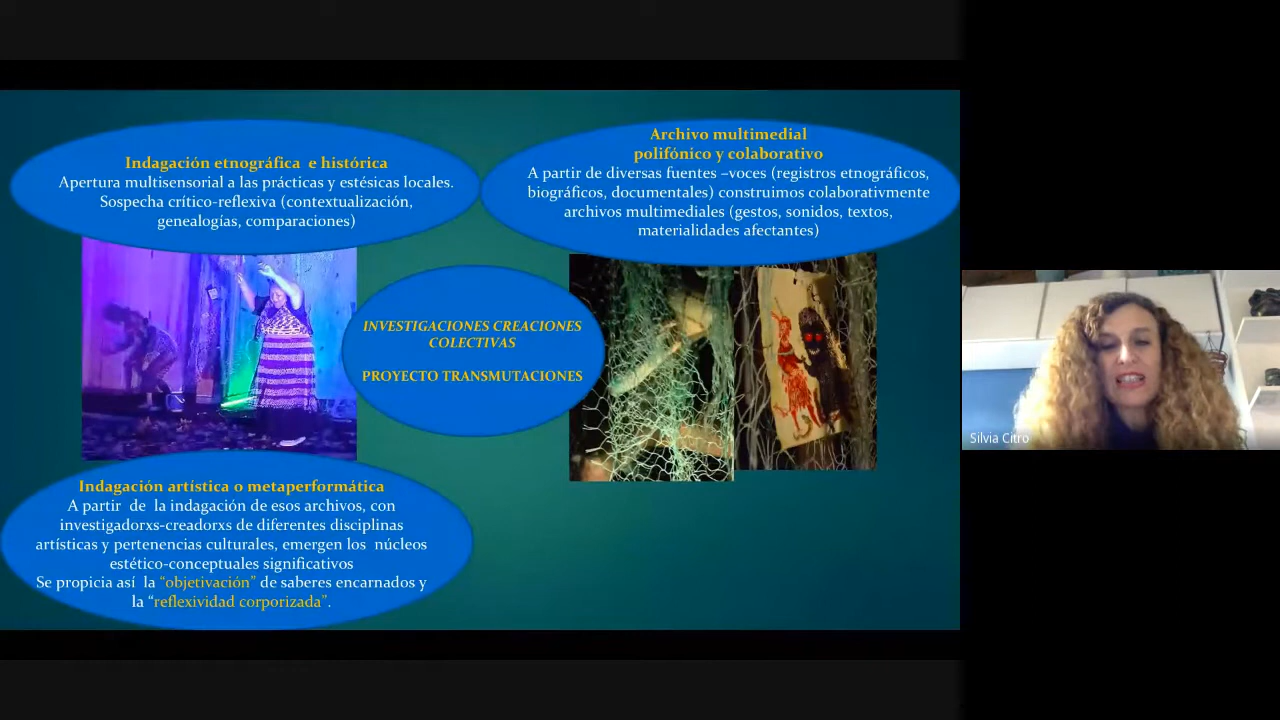 Indagación etnográfica e histórica
Apertura multisensorial a las prácticas y estésicas locales.
Sospecha crítico-reflexiva (contextualización,
genealogías, comparaciones)
Archivo multimedial
polifónico y colaborativo
A partir de diversas fuentes –voces (registros etnográficos,
biográficos, documentales) construimos colaborativmente
archivos multimediales (gestos, sonidos, textos,
materialidades afectantes)
INVESTIGACIONES CREACIONES
COLECTIVAS
PROYECTO TRANSMUTACIONES
Indagación artística o metaperformática
A partir de la indagación de esos archivos, con
investigadorxs-creadorxs de diferentes disciplinas
artísticas y pertenencias culturales, emergen los núcleos
estético-conceptuales significativos
Se propicia así la “objetivación” de saberes encarnados y
la “reflexividad corporizada”.
Silvia Citro